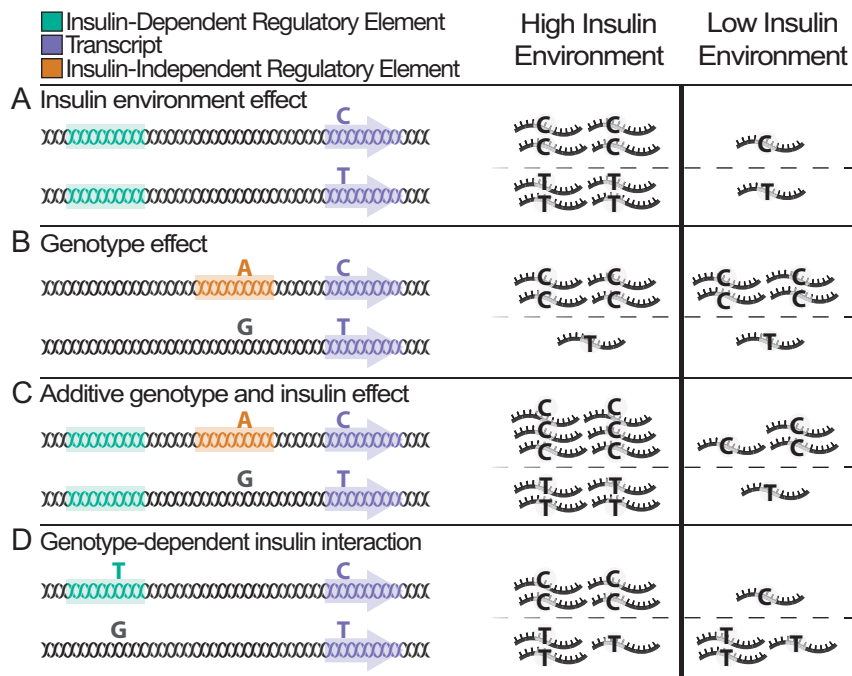 Insulin-Dependent Regulatory Element
Transcript
Insulin-Independent Regulatory Element
High Insulin
Environment
Low Insulin
Environment
A Insulin environment effect
C
C C
C C
C
T
T T
T T
T
B Genotype effect
A C
C C
C C
C C
C C
G T
T
T
C Additive genotype and insulin effect
A C
C C
C C
C C
C
C C
G T
T T
T T
T
D Genotype-dependent insulin interaction
T C
C C
C C
C
G T
T T
T
T T
T